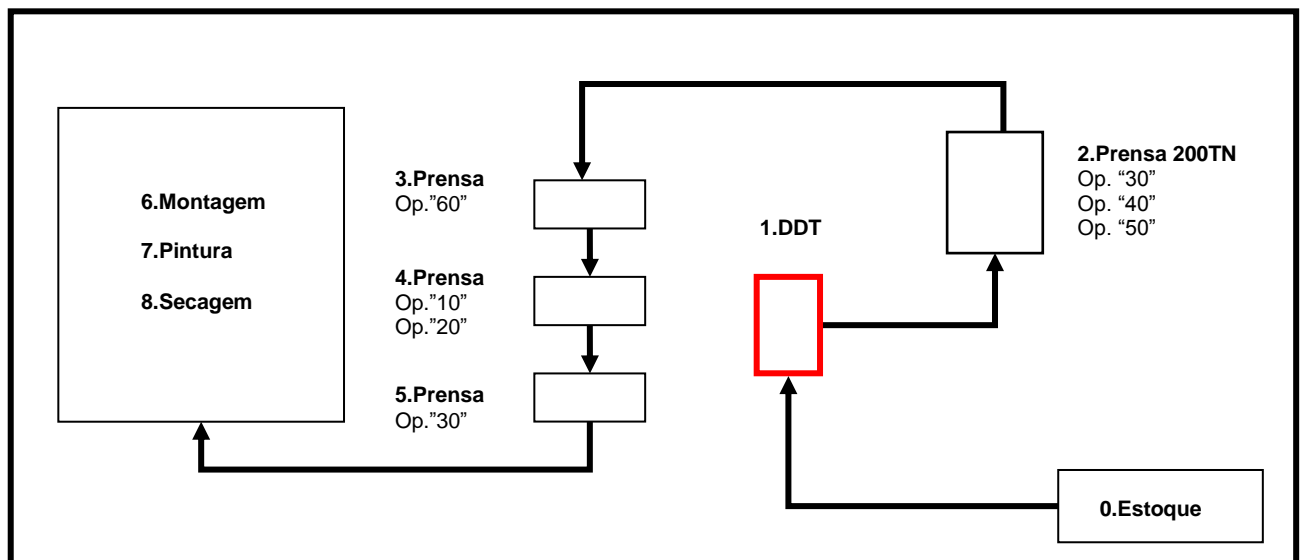 6.Montagem
7.Pintura
8.Secagem
3.Prensa
Op.”60”
4.Prensa
Op.”10”
Op.”20”
5.Prensa
Op.”30”
1.DDT
2.Prensa 200TN
Op. “30”
Op. “40”
Op. “50”
0.Estoque